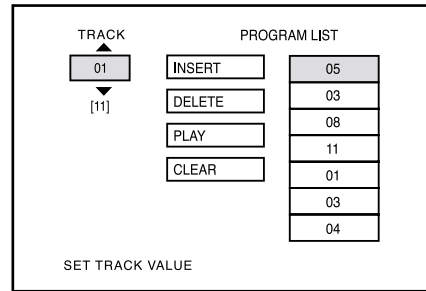 TRACK
PROGRAM LIST
01
[11]
INSERT
DELETE
PLAY
CLEAR
05
03
08
11
01
03
04
SET TRACK VALUE